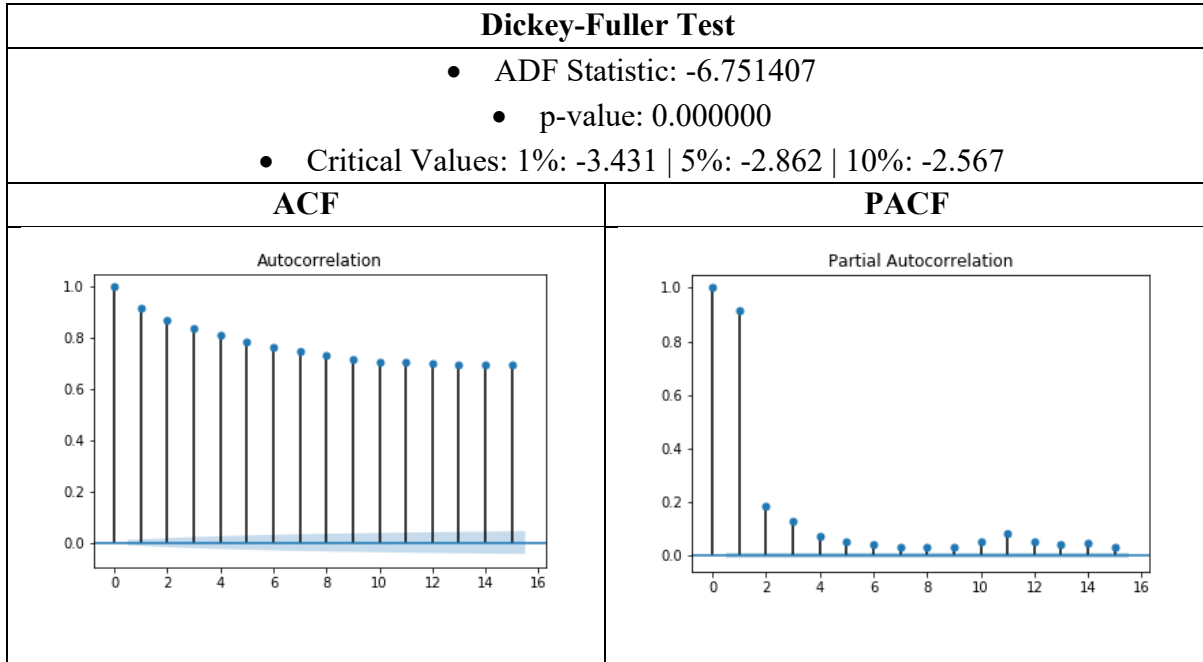 Dickey-Fuller Test
• ADF Statistic: -6.751407
• p-value: 0.000000
• Critical Values: 1%: -3.431 | 5%: -2.862 | 10%: -2.567
ACF
PACF
Autocorrelation
1.0
0.8
0.6
0.4
0.2
0.0
0 2 4 6 8 10 12 14 16
Partial Autocorrelation
1.0
0.8
0.6
0.4
0.2
0.0
0 2 4 6 8 10 12 14 16